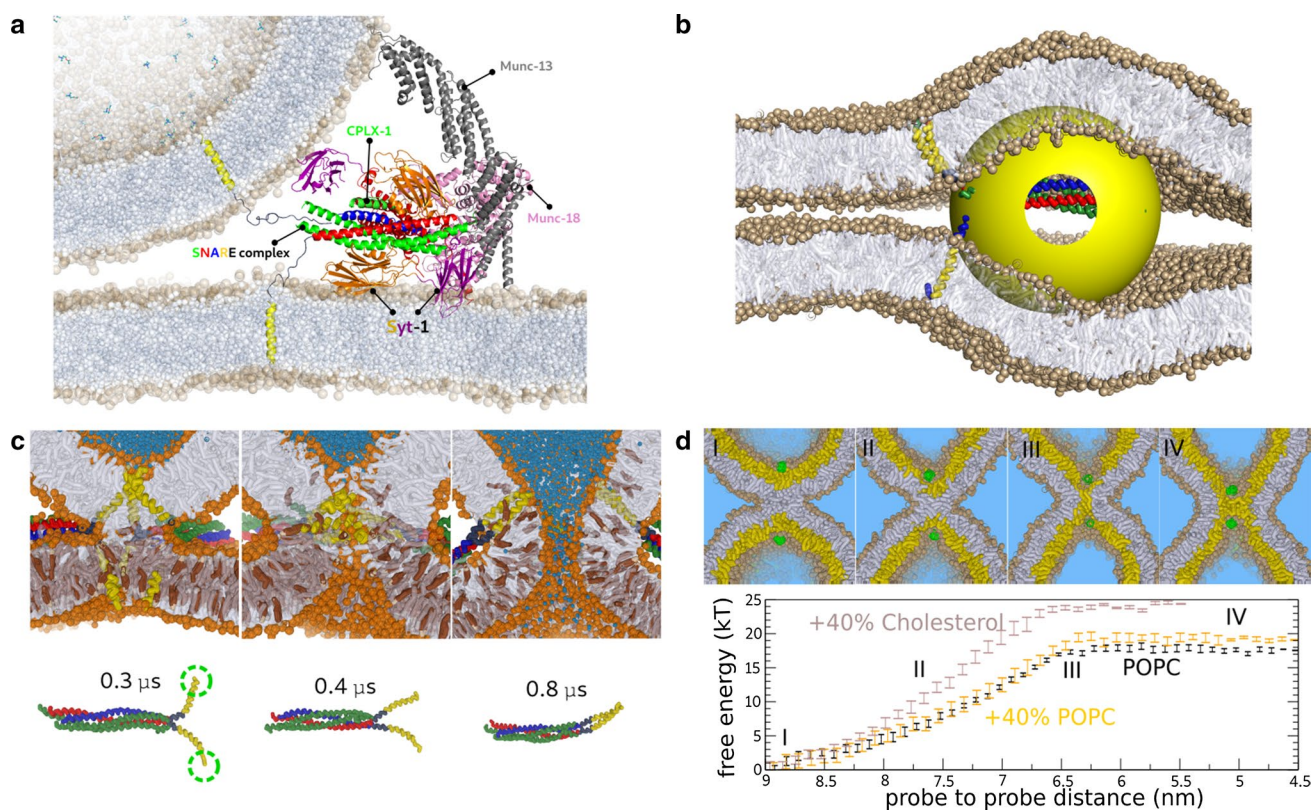 a
Munc-13
CPLX-1
Munc-18
SNARE complex
Syt-1
b
c
0.3 µs
0.4 µs
0.8 µs
d
I
II
III
IV
free energy (kT)
25
20
15
10
5
0
+40% Cholesterol
IV
II
III
POPC
+40% POPC
I
9
8.5
8
7.5
7
6.5
6
5.5
5
4.5
probe to probe distance (nm)